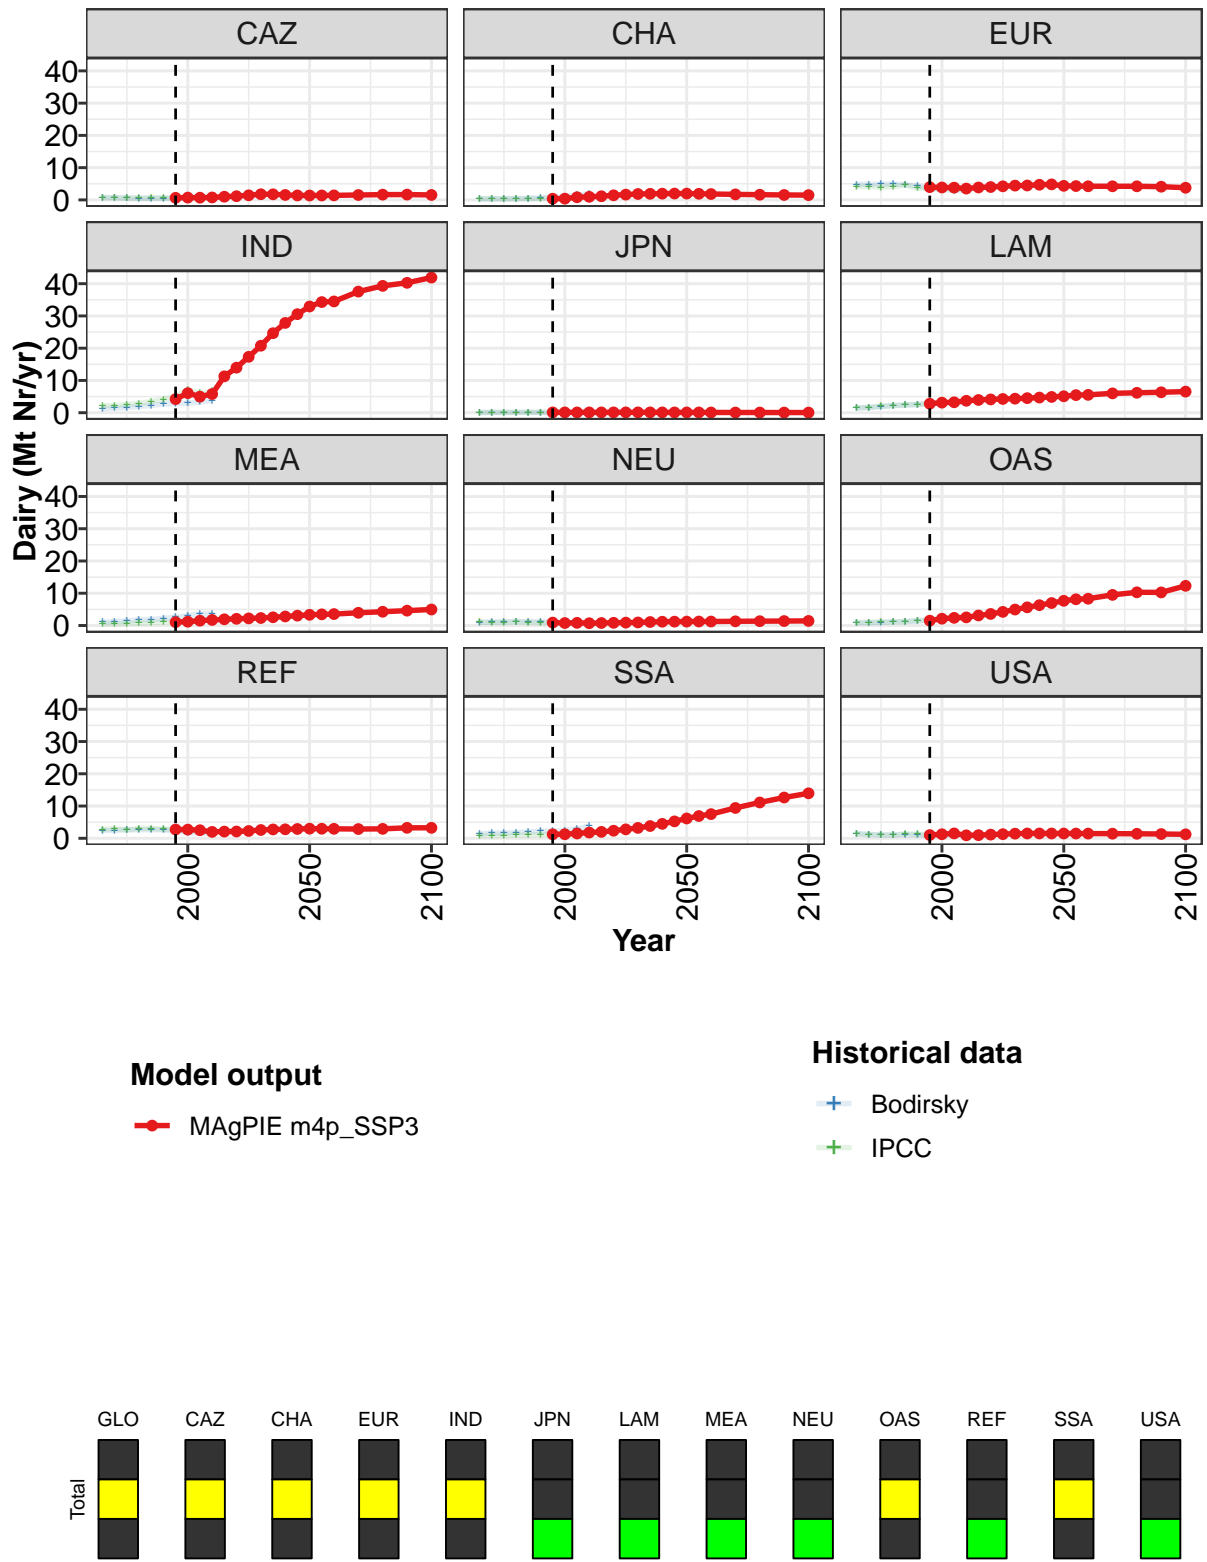 CAZ CHA EUR
40
30
20
10
0
IND JPN LAM
40
30
20
10
0
MEA NEU OAS
40
30
20
10
0
REF SSA USA
40
30
20
10
0
Dairy (Mt Nr/yr)
2000 2050 2100 2000 2050 2100 2000 2050 2100
Year
Model output
MAgPIE m4p_SSP3
Historical data
Bodirsky
IPCC
GLO CAZ CHA EUR IND JPN LAM MEA NEU OAS REF SSA USA
Total